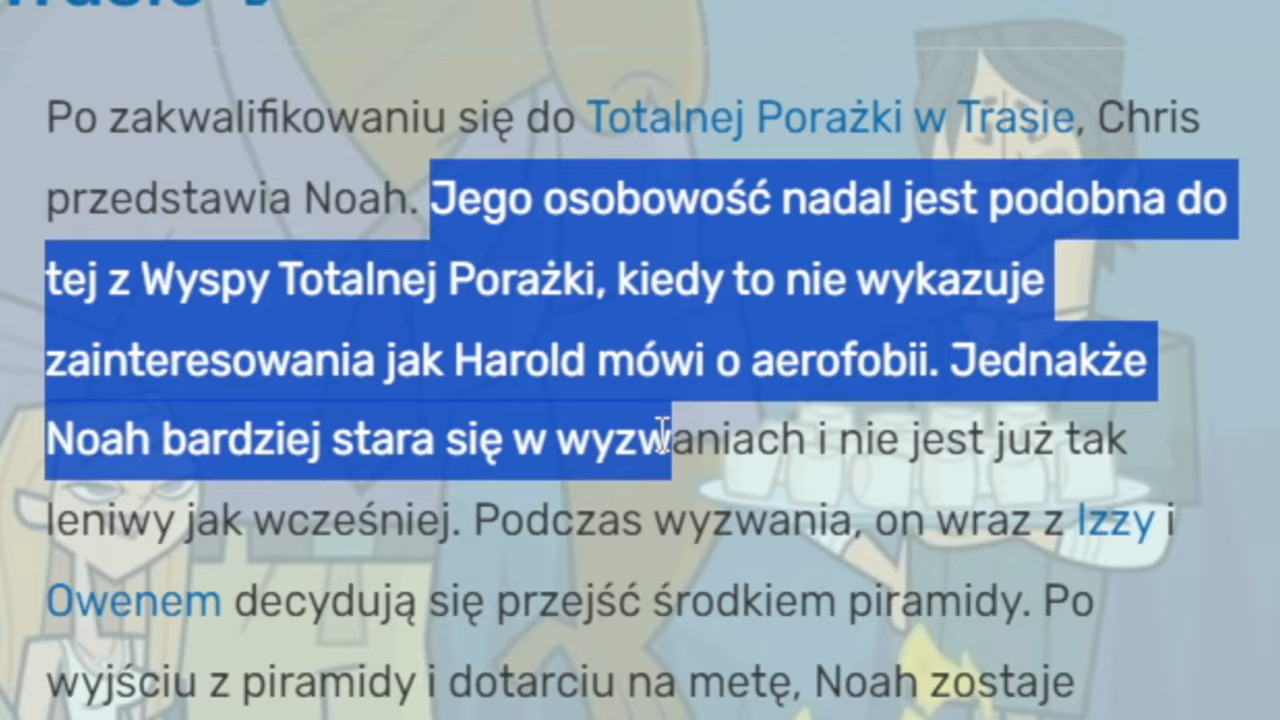 Po zakwalifikowaniu się do Totalnej Porażki w Trasie, Chris
przedstawia Noah. Jego osobowość nadal jest podobna do
tej z Wyspy Totalnej Porażki, kiedy to nie wykazuje
zainteresowania jak Harold mówi o aerofobii. Jednakże
Noah bardziej stara się w wyzwaniach i nie jest już tak
leniwy jak wcześniej. Podczas wyzwania, on wraz z Izzy i
Owenem decydują się przejść środkiem piramidy. Po
wyjściu z piramidy i dotarciu na metę, Noah zostaje